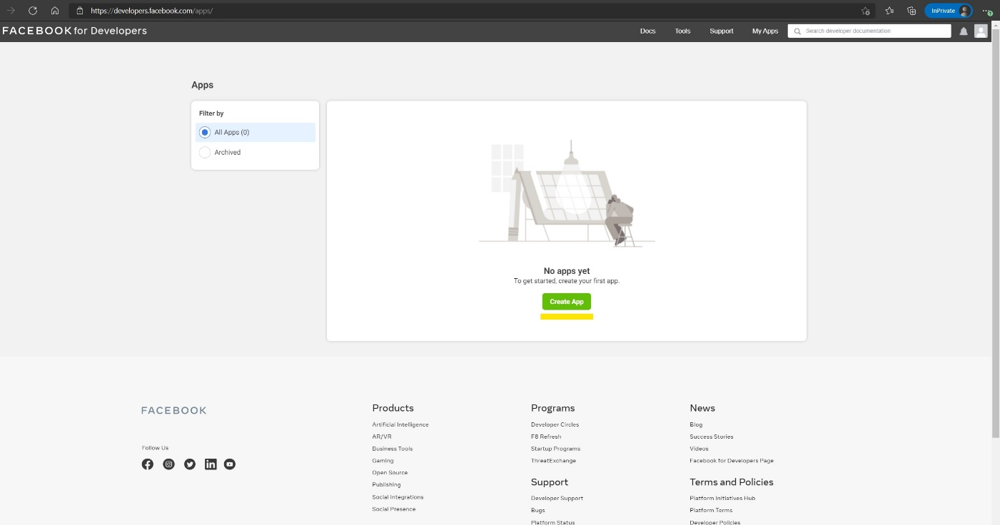 https://developers.facebook.com/apps/
InPrivate
FACEBOOK for Developers
Docs
Tools
Support
My Apps
Search developer documentation
Apps
Filter by
All Apps (0)
Archived
No apps yet
To get started, create your first app.
Create App
FACEBOOK
Follow Us
Products
Artificial Intelligence
AR/VR
Business Tools
Gaming
Open Source
Publishing
Social Integrations
Social Presence
Programs
Developer Circles
F8 Refresh
Startup Programs
ThreatExchange
Support
Developer Support
Bugs
Platform Status
News
Blog
Success Stories
Videos
Facebook for Developers Page
Terms and Policies
Platform Initiatives Hub
Platform Terms
Developer Policies